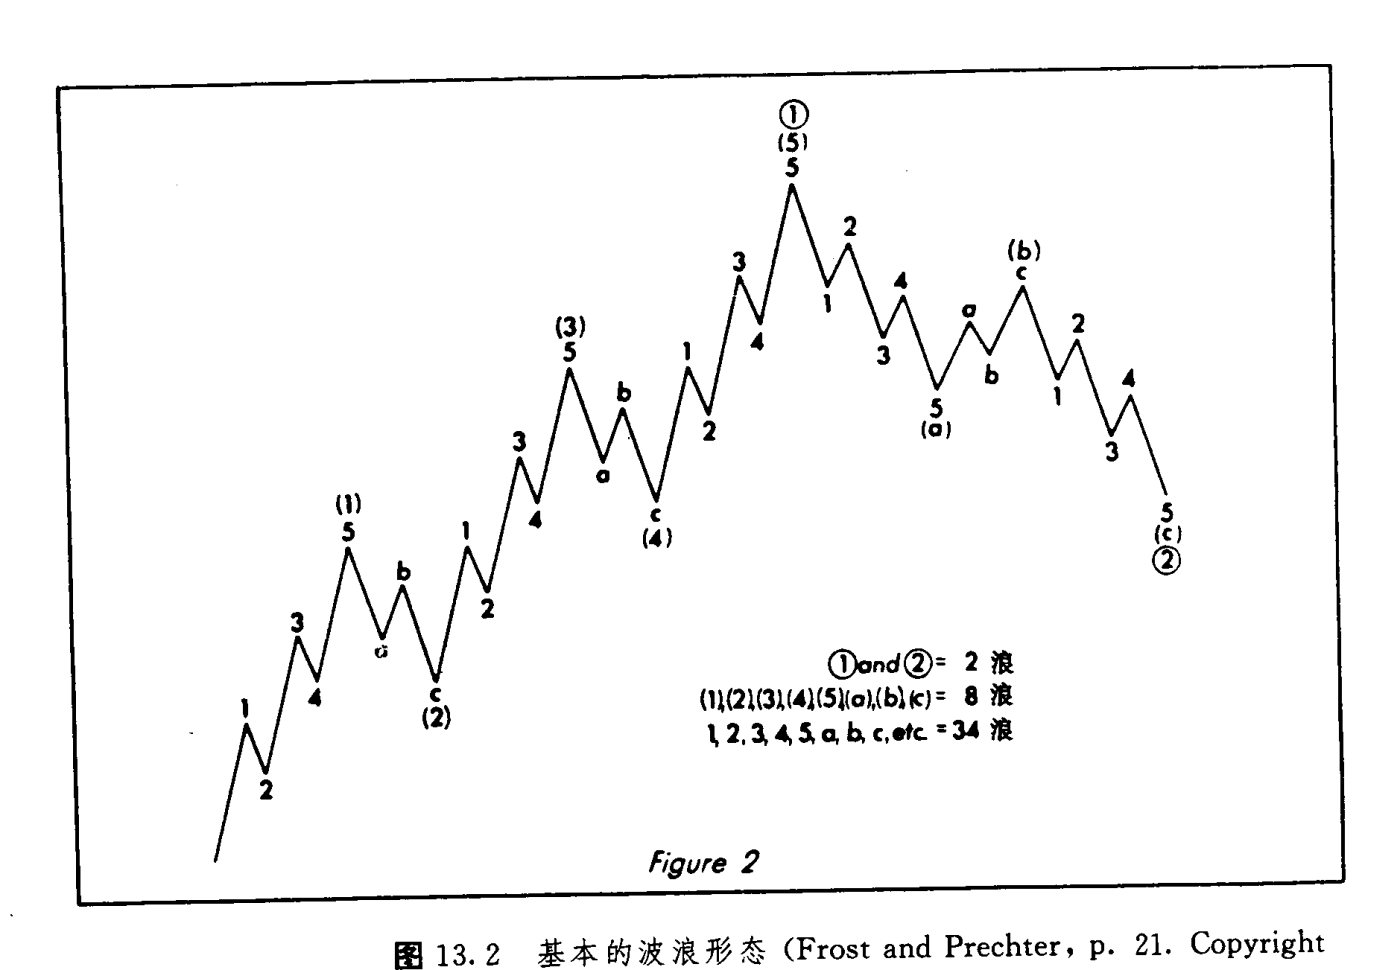 ①
(5)
5
2
(b)
3
c
4
a
1
2
(3)
5
1
4
3
b
4
b
1
5
(a)
2
3
3
a
(1)
5
1
4
c
(4)
5
(c)
②
b
2
3
a
1
4
c
(2)
2
①and②= 2 浪
(1),(2),(3),(4),(5),(a),(b),(c)= 8 浪
1, 2, 3, 4, 5, a, b, c, etc. = 34 浪
Figure 2
图 13.2 基本的波浪形态 (Frost and Prechter, p. 21. Copyright